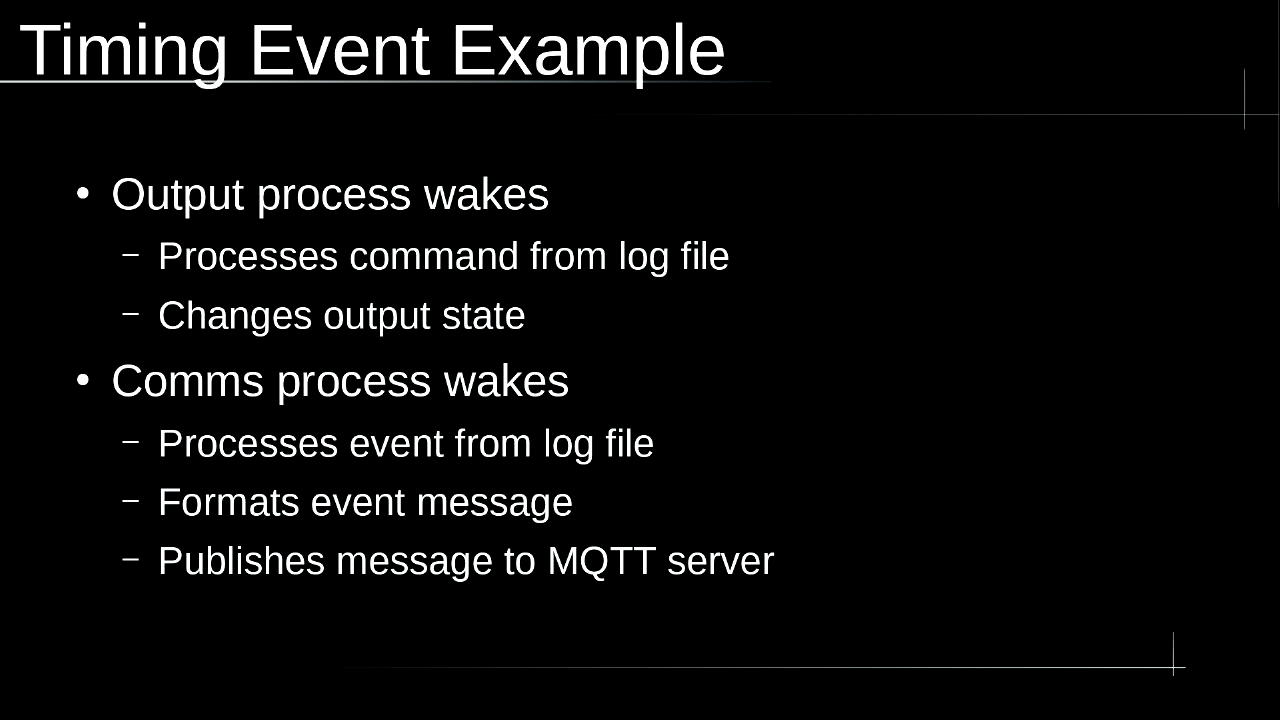 Timing Event Example
• Output process wakes
– Processes command from log file
– Changes output state
• Comms process wakes
– Processes event from log file
– Formats event message
– Publishes message to MQTT server